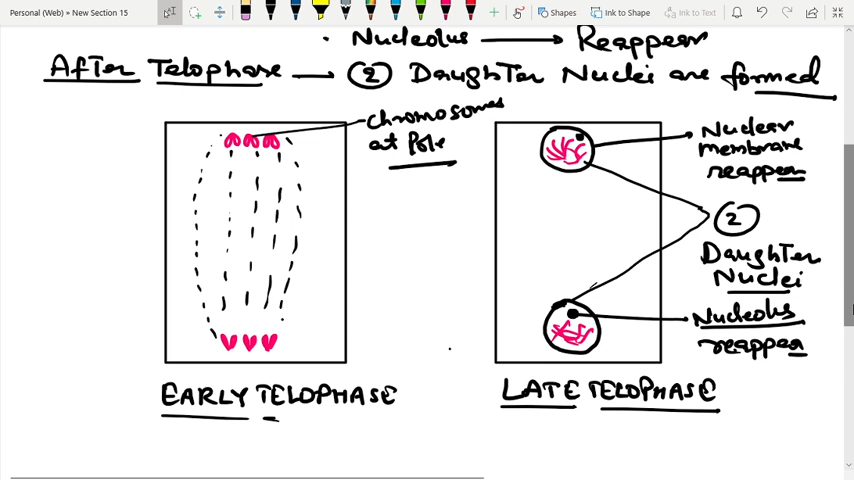 Personal (Web) » New Section 15
Shapes
Ink to Shape
Ink to Text
• Nucleolus → Reappear
After Telophase → 2 Daughter Nuclei are formed
Chromosomes
at Pole
Nuclear
membrane
reappear
2
Daughter
Nuclei
Nucleolus
reappear
EARLY TELOPHASE
LATE TELOPHASE